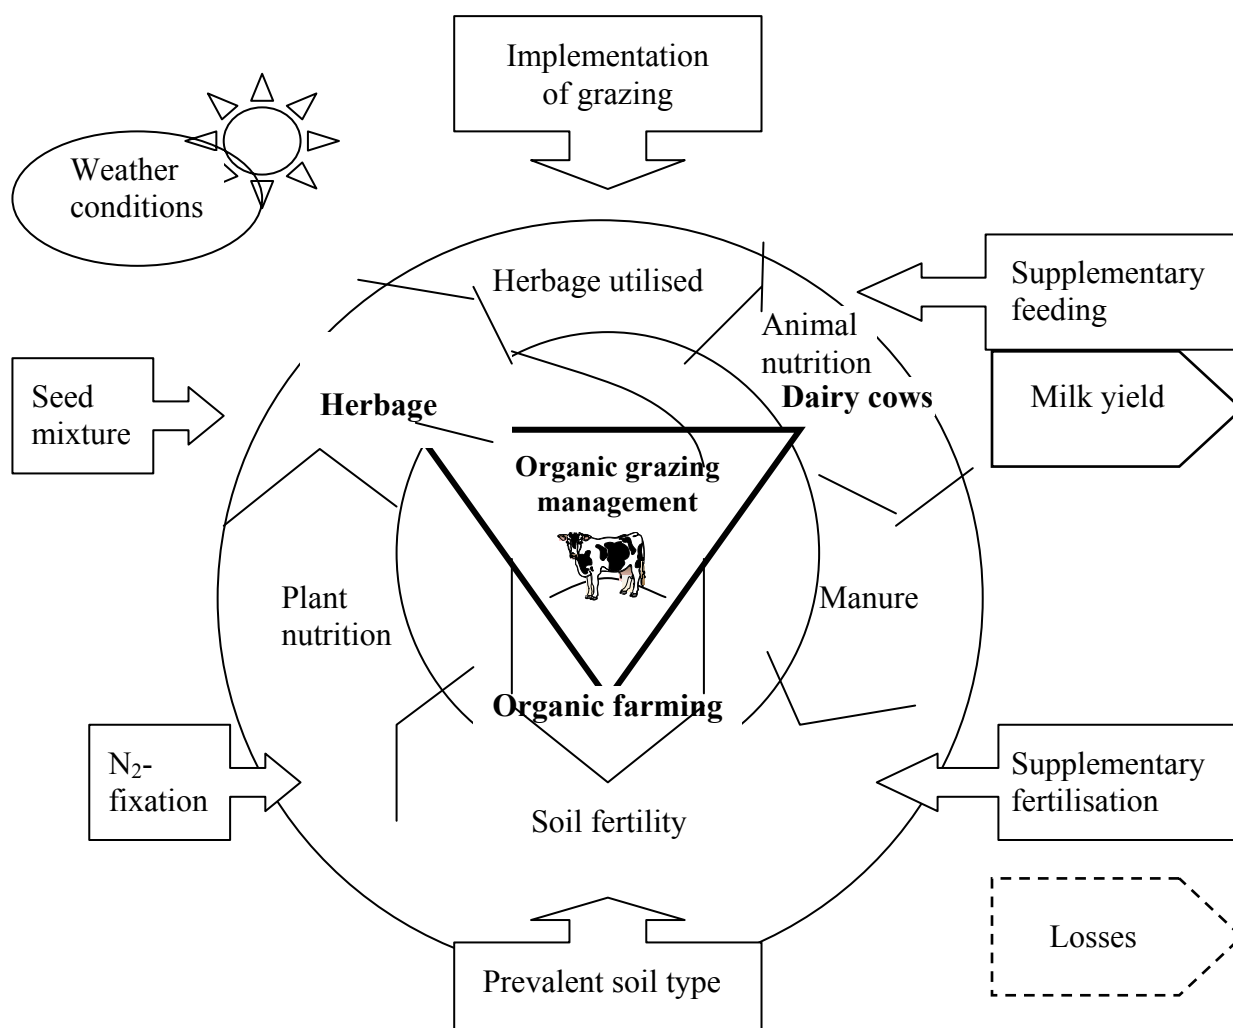 Implementation
of grazing
Weather
conditions
Herbage utilised
Supplementary
feeding
Animal
nutrition
Seed
mixture
Herbage
Dairy cows
Milk yield
Organic grazing
management
Plant
nutrition
Manure
Organic farming
N₂-
fixation
Supplementary
fertilisation
Soil fertility
Losses
Prevalent soil type